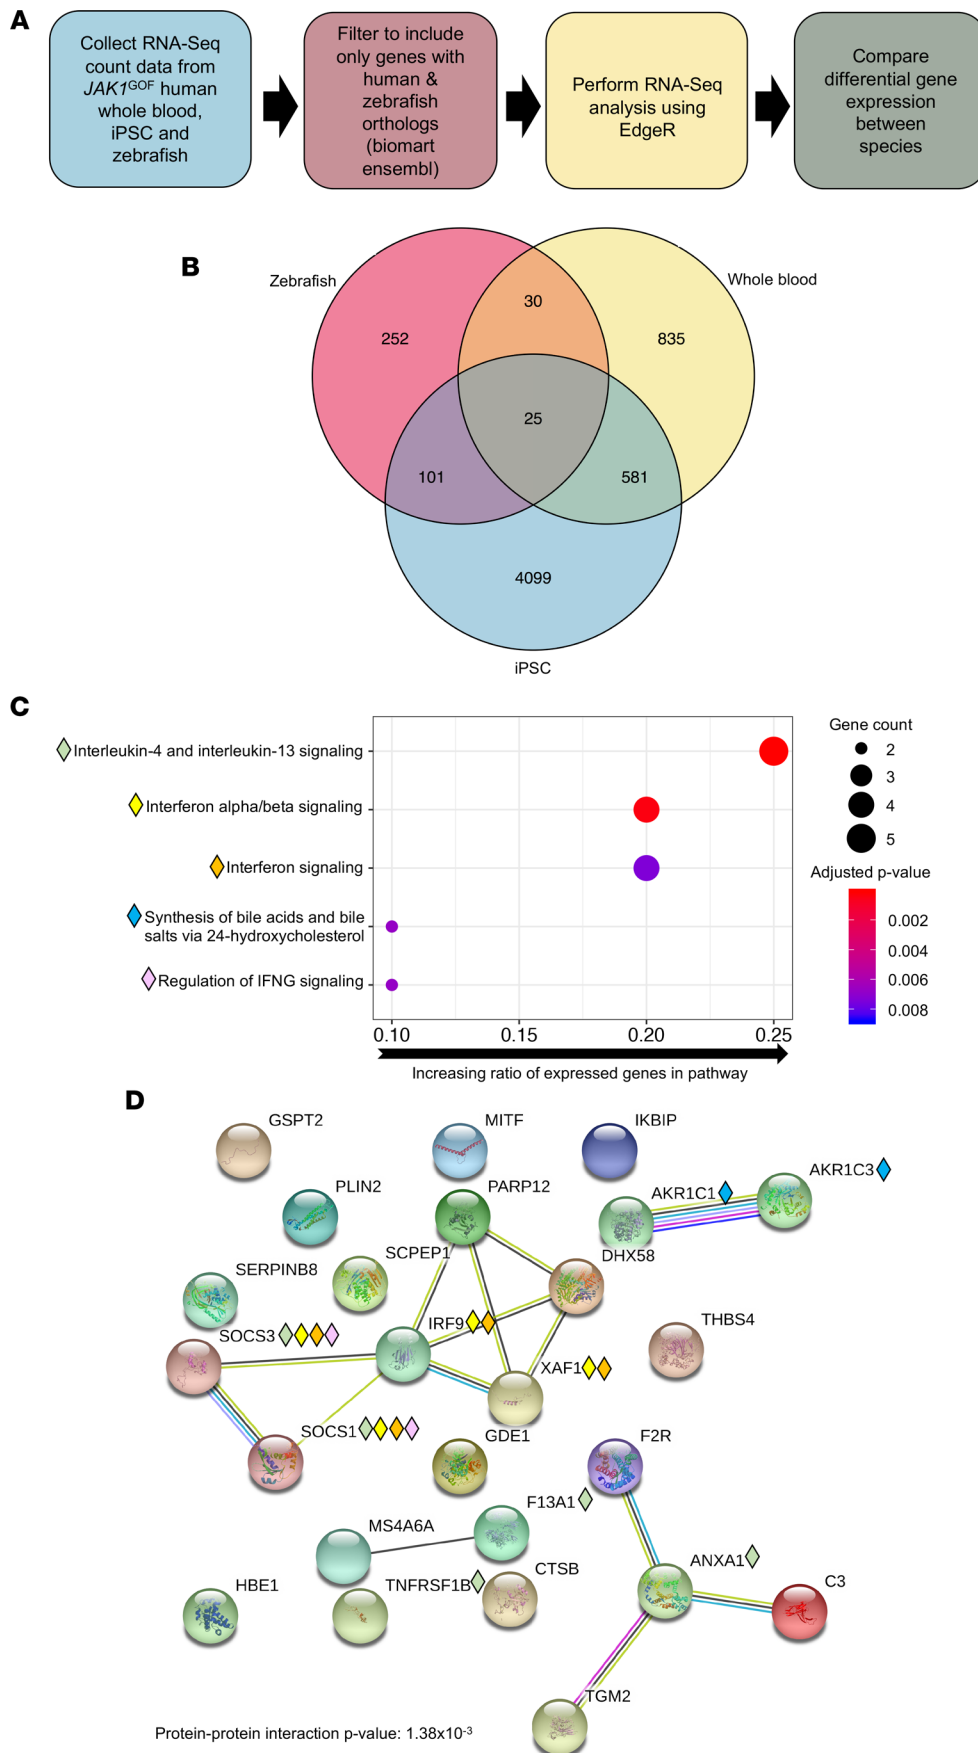 A
Collect RNA-Seq
count data from
JAK1GOF human
whole blood,
iPSC and
zebrafish
Filter to include
only genes with
human &
zebrafish
orthologs
(biomart
ensembl)
Perform RNA-Seq
analysis using
EdgeR
Compare
differential gene
expression
between
species
B
Zebrafish
Whole blood
30
252
835
25
101
581
4099
iPSC
C
Interleukin-4 and interleukin-13 signaling
Interferon alpha/beta signaling
Interferon signaling
Synthesis of bile acids and bile
salts via 24-hydroxycholesterol
Regulation of IFNG signaling
0.10
0.15
0.20
0.25
Increasing ratio of expressed genes in pathway
Gene count
2
3
4
5
Adjusted p-value
0.002
0.004
0.006
0.008
D
GSPT2
MITF
IKBIP
PLIN2
PARP12
AKR1C1
AKR1C3
SERPINB8
SCPEP1
DHX58
SOCS3
IRF9
THBS4
XAF1
SOCS1
GDE1
F2R
F13A1
MS4A6A
ANXA1
HBE1
TNFRSF1B
CTSB
C3
TGM2
Protein-protein interaction p-value: 1.38x10-3